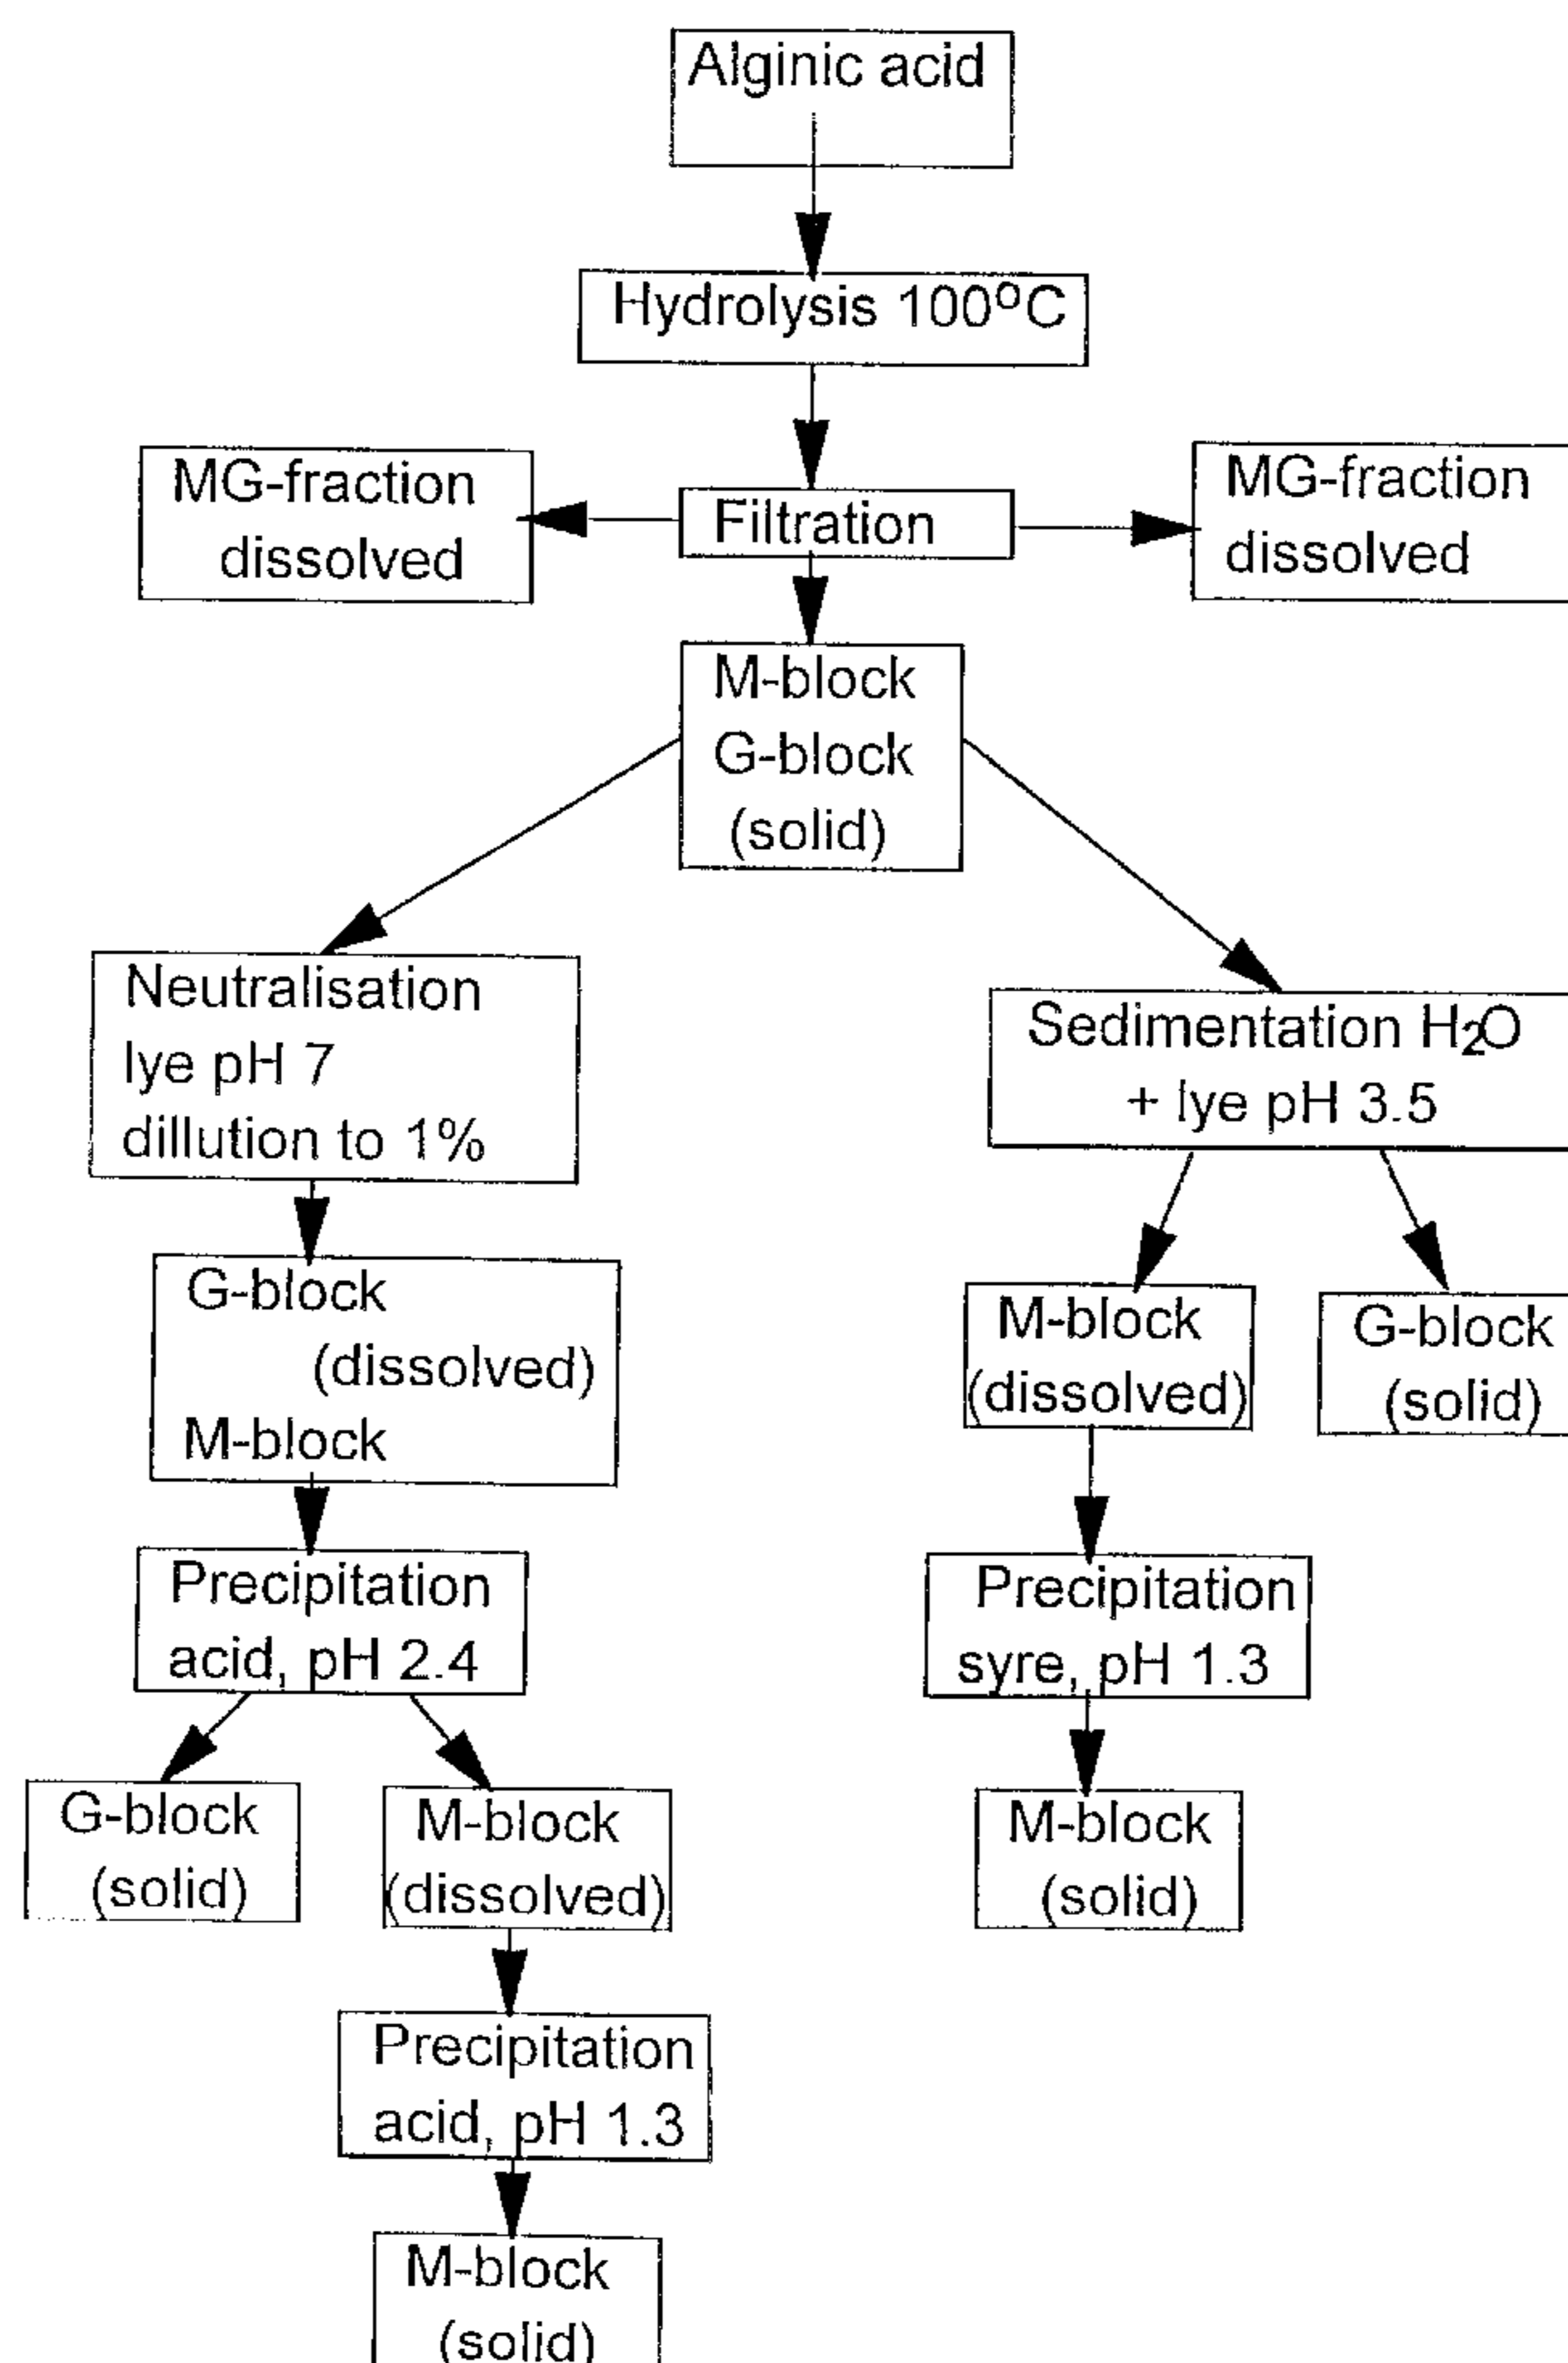 Alginic acid
Hydrolysis 100ºC
MG-fraction
dissolved
Filtration
MG-fraction
dissolved
M-block
G-block
(solid)
Neutralisation
lye pH 7
dillution to 1%
Sedimentation H₂O
+ lye pH 3.5
G-block
(dissolved)
M-block
M-block
(dissolved)
G-block
(solid)
Precipitation
acid, pH 2.4
Precipitation
syre, pH 1.3
G-block
(solid)
M-block
(dissolved)
M-block
(solid)
Precipitation
acid, pH 1.3
M-block
(solid)